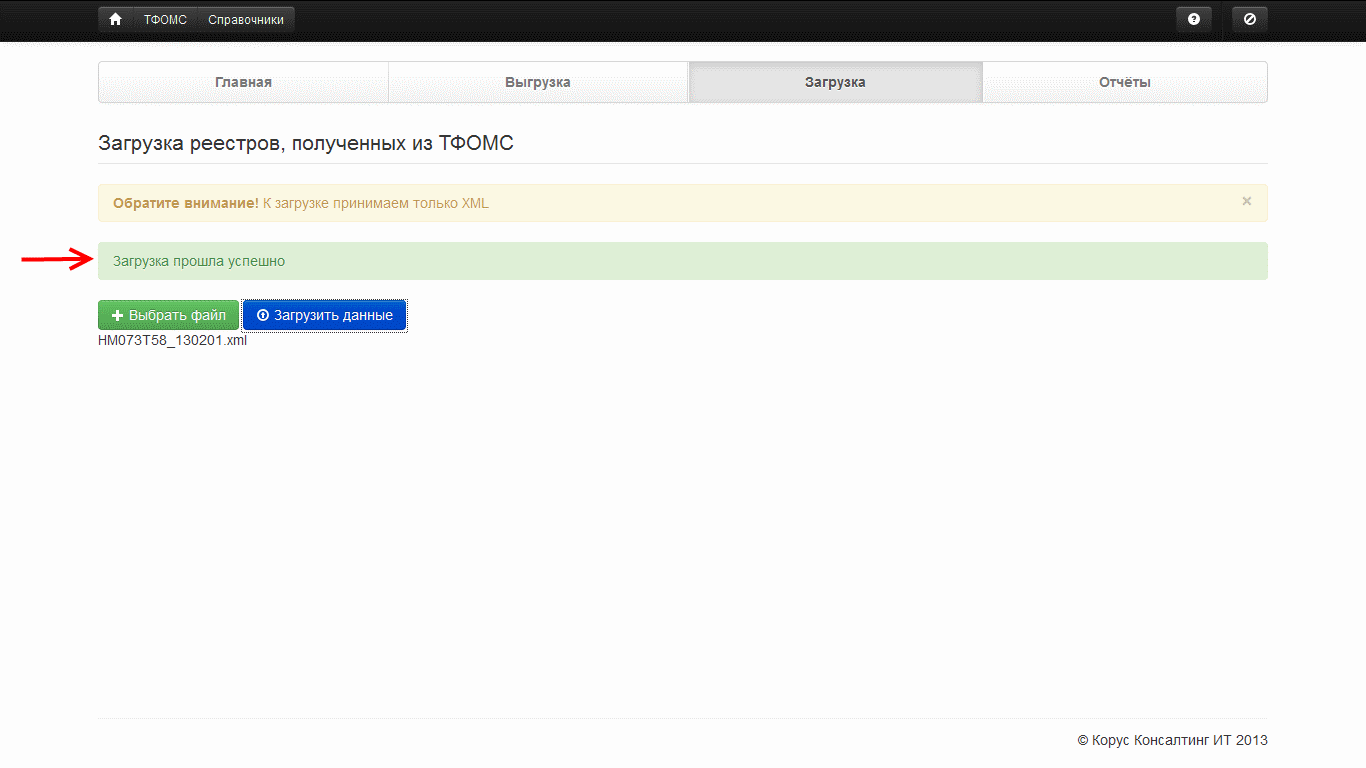 ТФОМС Справочники
Главная Выгрузка Загрузка Отчёты
Загрузка реестров, полученных из ТФОМС
Обратите внимание! К загрузке принимаем только XML ×
Загрузка прошла успешно
Выбрать файл Загрузить данные
HM073T58_130201.xml
© Корус Консалтинг ИТ 2013